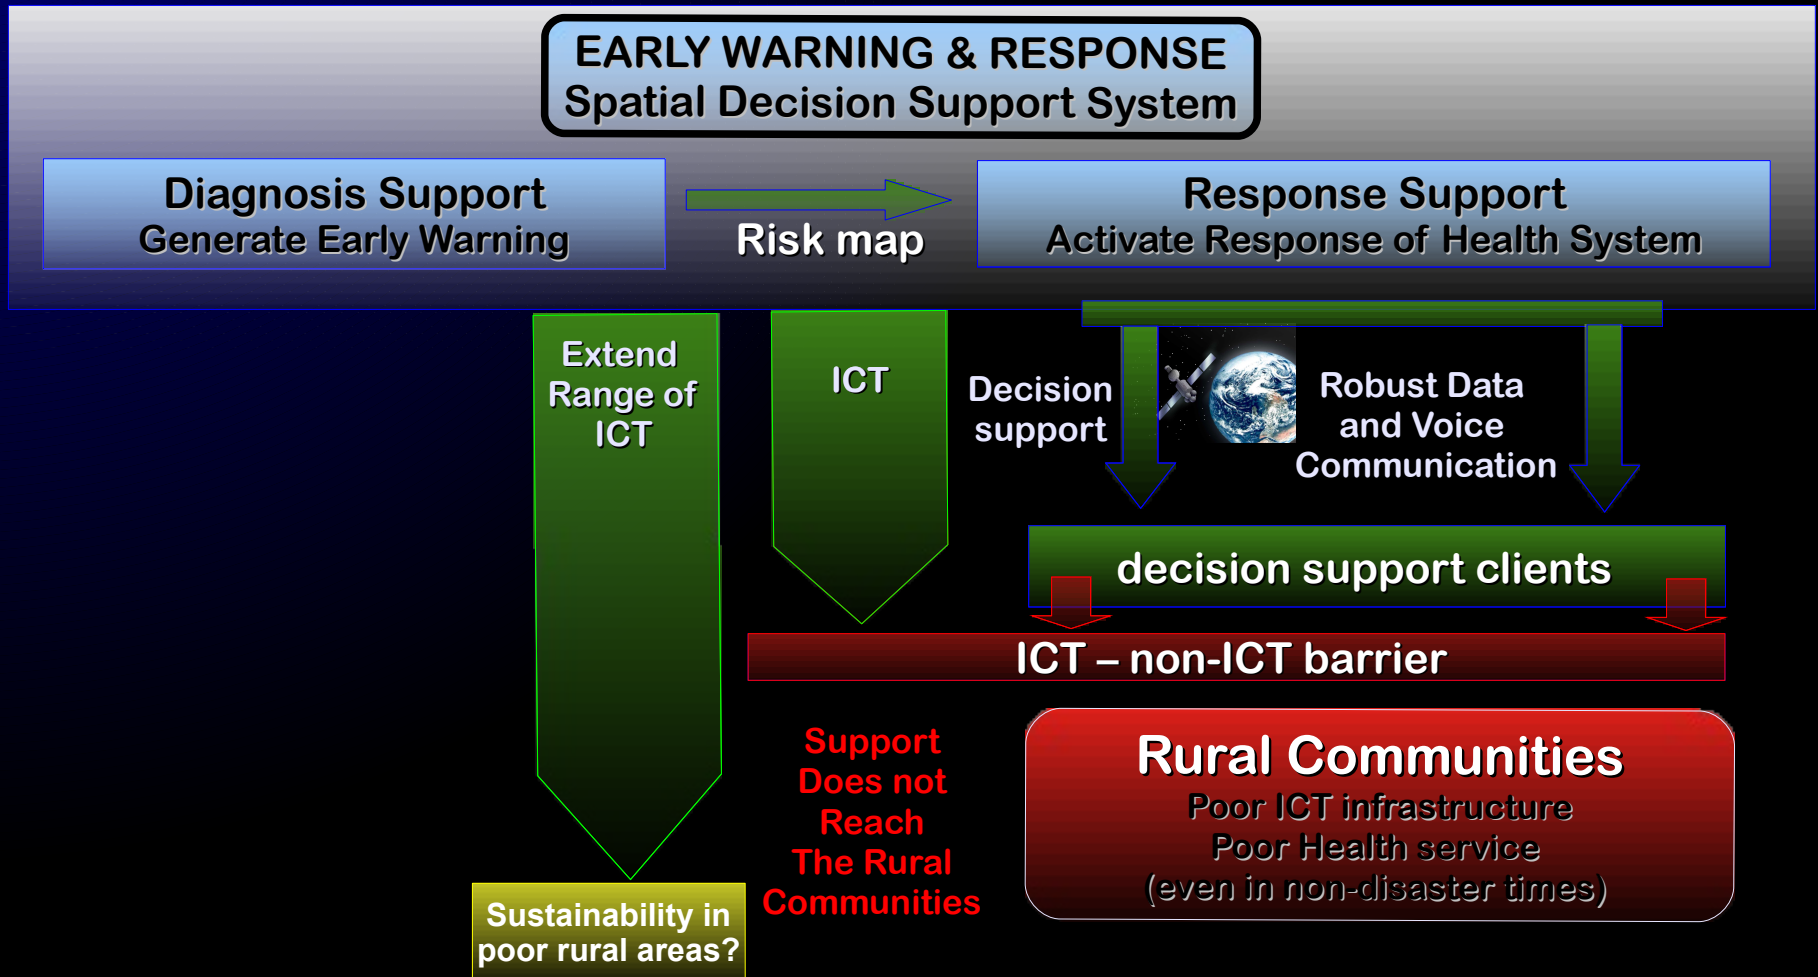 EARLY WARNING & RESPONSE
Spatial Decision Support System
Diagnosis Support
Generate Early Warning
Risk map
Response Support
Activate Response of Health System
Extend
Range of
ICT
ICT
Decision
support
Robust Data
and Voice
Communication
decision support clients
ICT – non-ICT barrier
Support
Does not
Reach
The Rural
Communities
Rural Communities
Poor ICT infrastructure
Poor Health service
(even in non-disaster times)
Sustainability in
poor rural areas?